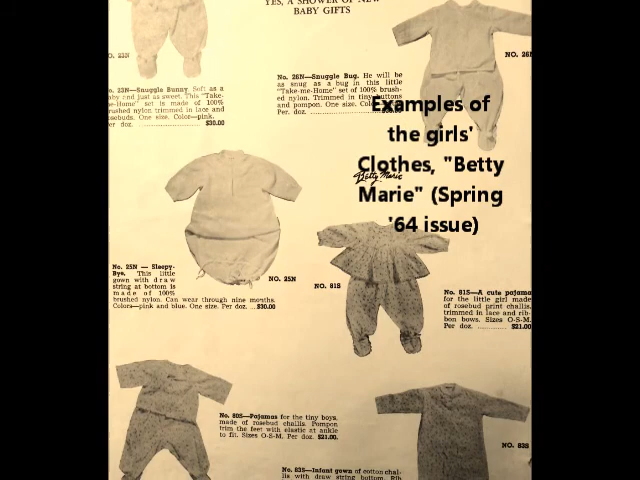 YES, A SHOWER OF NEW
BABY GIFTS
NO. 23N
NO. 26N
No. 23N—Snuggle Bunny. Soft as a
and just as sweet. This "Take-
me-Home" set is made of 100%
brushed nylon trimmed in lace and
rosebuds. One size. Color—pink.
Per doz. $30.00
No. 26N—Snuggle Bug. He will be
as snug as a bug in this little
"Take-me-Home" set of 100% brush-
ed nylon. Trimmed in tiny buttons
and pompon. One size.
Per doz.
Examples of
the girls'
Clothes, "Betty
Marie" (Spring
'64 issue)
Betty Marie
No. 25N — Sleepy-
Bye. This little
gown with draw
string at bottom is
made of 100%
brushed nylon. Can wear through nine months.
Colors—pink and blue. One size. Per doz. $30.00
NO. 25N
NO. 81S
No. 81S—A cute pajama
for the little girl made
of rosebud print challis,
trimmed in lace and rib-
bon bows. Sizes O-S-M.
Per doz. $21.00
No. 80S—Pajamas for the tiny boys,
made of rosebud challis. Pompon
trim the feet with elastic at ankle
to fit. Sizes O-S-M. Per doz. $21.00.
NO. 83S
No. 83S—Infant gown of cotton chal-
lis with draw string bottom. Rib